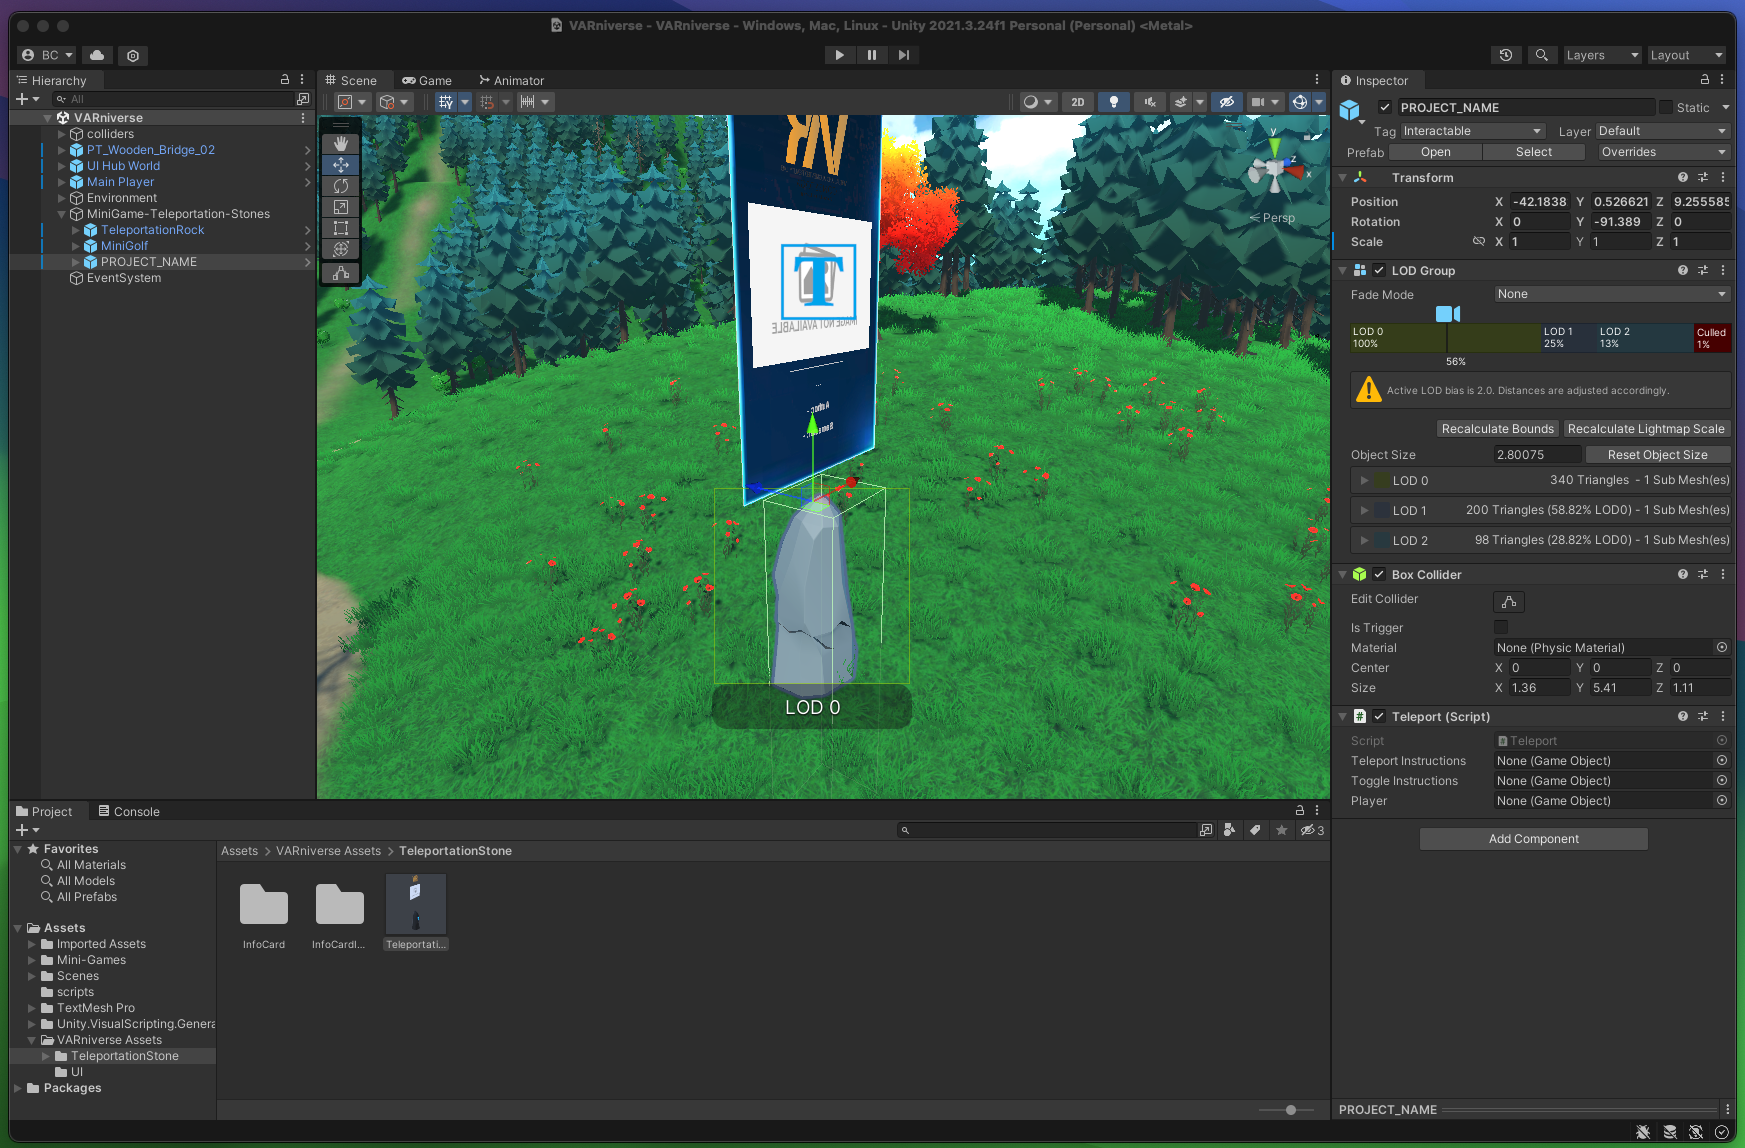 VARniverse - VARniverse - Windows, Mac, Linux - Unity 2021.3.24f1 Personal (Personal) <Metal>
BC
Layers
Layout
Hierarchy
All
VARniverse
colliders
PT_Wooden_Bridge_02
UI Hub World
Main Player
Environment
MiniGame-Teleportation-Stones
TeleportationRock
MiniGolf
PROJECT_NAME
EventSystem
Scene
Game
Animator
2D
y
z
x
Persp
T
IMAGE NOT AVAILABLE
LOD 0
Inspector
PROJECT_NAME
Static
Tag Interactable
Layer Default
Prefab
Open
Select
Overrides
Transform
Position X -42.1838 Y 0.526621 Z 9.255585
Rotation X 0 Y -91.389 Z 0
Scale X 1 Y 1 Z 1
LOD Group
Fade Mode None
LOD 0
100%
LOD 1
25%
LOD 2
13%
Culled
1%
56%
Active LOD bias is 2.0. Distances are adjusted accordingly.
Recalculate Bounds
Recalculate Lightmap Scale
Object Size 2.80075
Reset Object Size
LOD 0 340 Triangles - 1 Sub Mesh(es)
LOD 1 200 Triangles (58.82% LOD0) - 1 Sub Mesh(es)
LOD 2 98 Triangles (28.82% LOD0) - 1 Sub Mesh(es)
Box Collider
Edit Collider
Is Trigger
Material None (Physic Material)
Center X 0 Y 0 Z 0
Size X 1.36 Y 5.41 Z 1.11
Teleport (Script)
Script Teleport
Teleport Instructions None (Game Object)
Toggle Instructions None (Game Object)
Player None (Game Object)
Add Component
PROJECT_NAME
Project
Console
3
Favorites
All Materials
All Models
All Prefabs
Assets
Imported Assets
Mini-Games
Scenes
scripts
TextMesh Pro
Unity.VisualScripting.Genera
VARniverse Assets
TeleportationStone
UI
Packages
Assets > VARniverse Assets > TeleportationStone
InfoCard
InfoCardI...
Teleportati...